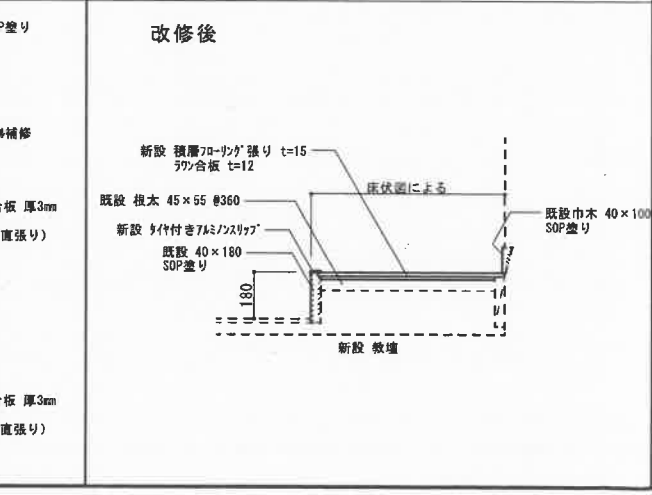 P塗り
補修
合板 厚3mm
直張り)
合板 厚3mm
直張り)
改修後
新設 積層フローリング張り t=15
ラワン合板 t=12
床伏図による
既設 根太 45×55 @360
新設 タイヤ付きアルミノンスリップ
既設 40×180
SOP塗り
既設巾木 40×100
SOP塗り
180
新設 教壇